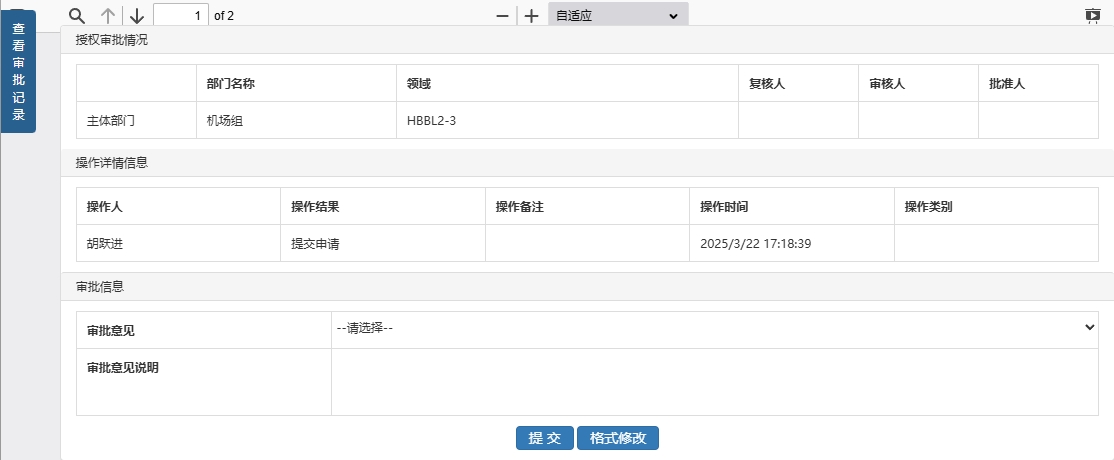 1 of 2 自适应
查看审批记录
授权审批情况
部门名称 领域 复核人 审核人 批准人
主体部门 机场组 HBBL2-3
操作详情信息
操作人 操作结果 操作备注 操作时间 操作类别
胡跃进 提交申请 2025/3/22 17:18:39
审批信息
审批意见 --请选择--
审批意见说明
提 交 格式修改